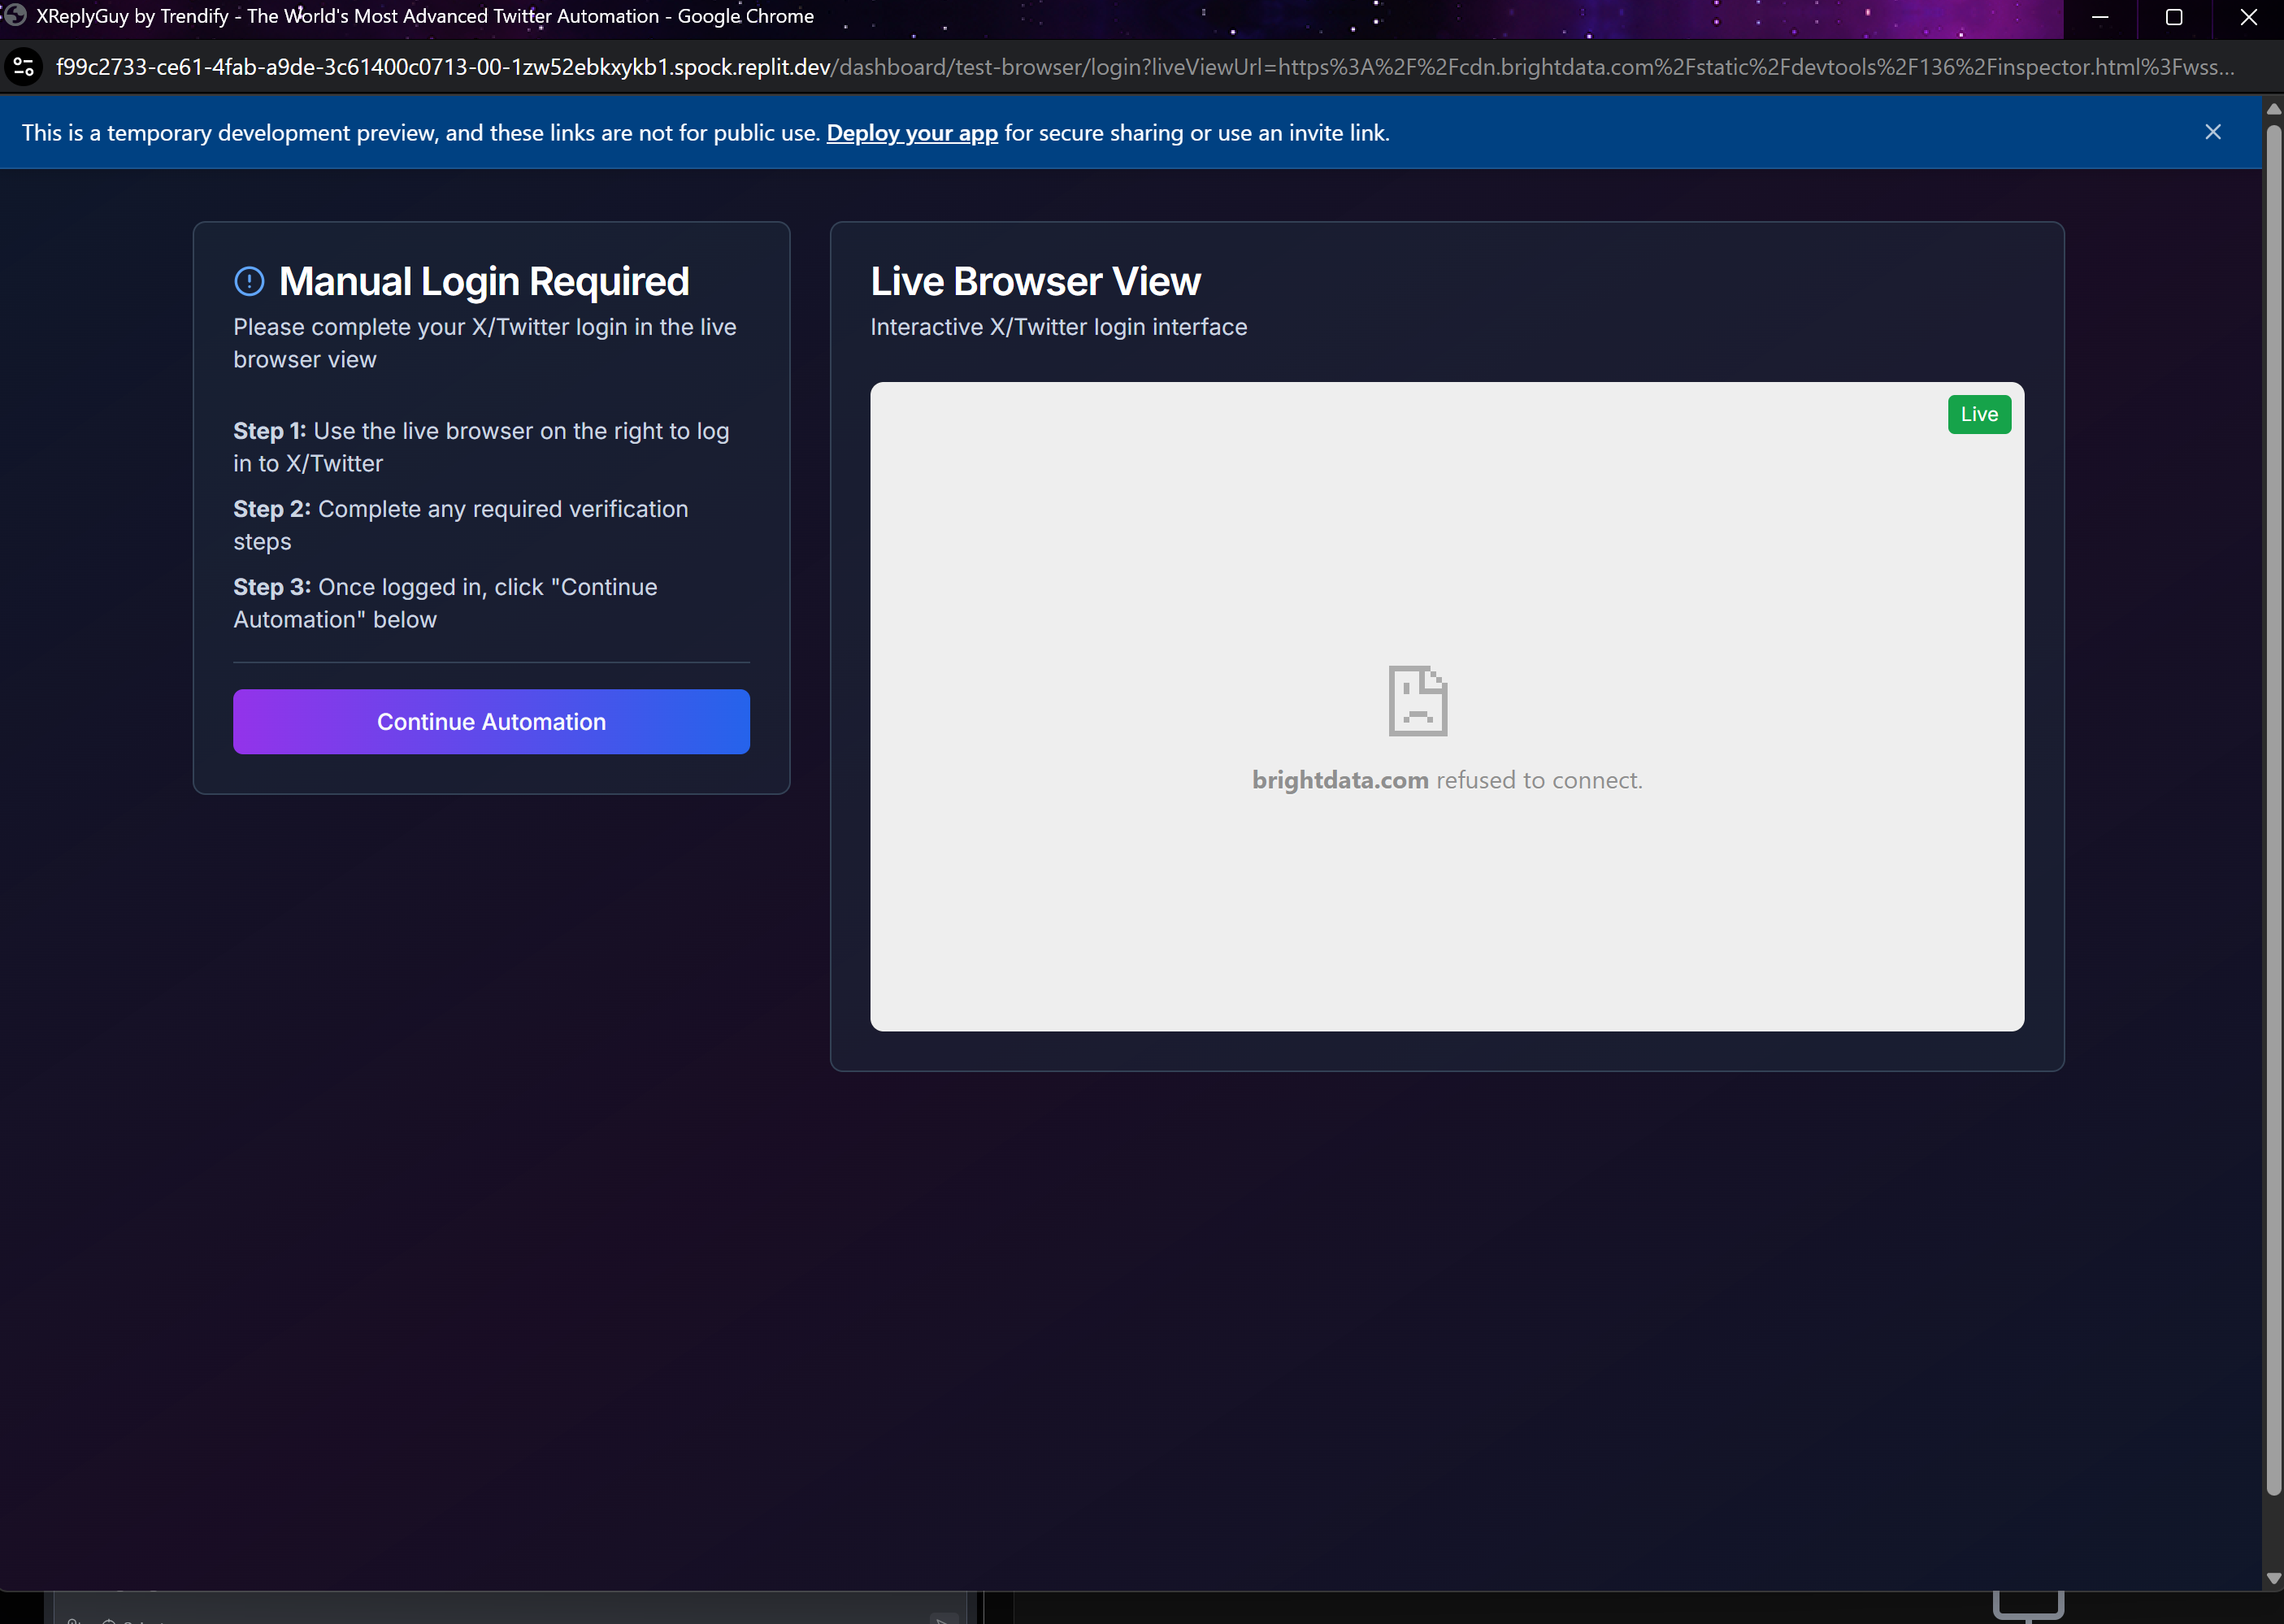 XReplyGuy by Trendify - The World's Most Advanced Twitter Automation - Google Chrome
f99c2733-ce61-4fab-a9de-3c61400c0713-00-1zw52ebkxykb1.spock.replit.dev/dashboard/test-browser/login?liveViewUrl=https%3A%2F%2Fcdn.brightdata.com%2Fstatic%2Fdevtools%2F136%2Finspector.html%3Fwss...
This is a temporary development preview, and these links are not for public use. Deploy your app for secure sharing or use an invite link.
Manual Login Required
Please complete your X/Twitter login in the live
browser view
Step 1: Use the live browser on the right to log
in to X/Twitter
Step 2: Complete any required verification
steps
Step 3: Once logged in, click "Continue
Automation" below
Continue Automation
Live Browser View
Interactive X/Twitter login interface
Live
brightdata.com refused to connect.